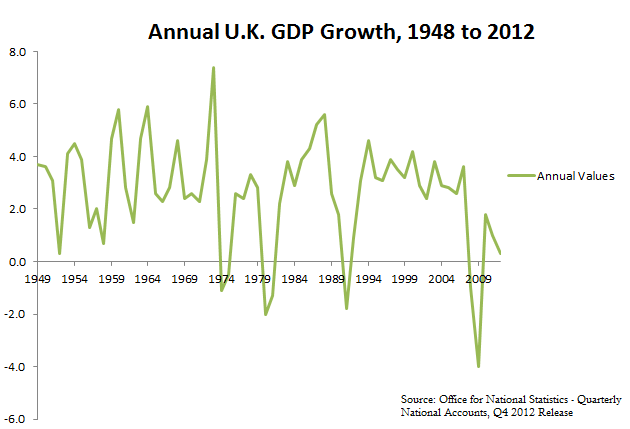 Annual U.K. GDP Growth, 1948 to 2012
8.0
6.0
4.0
2.0
0.0
-2.0
-4.0
-6.0
1949 1954 1959 1964 1969 1974 1979 1984 1989 1994 1999 2004 2009
Annual Values
Source: Office for National Statistics - Quarterly
National Accounts, Q4 2012 Release